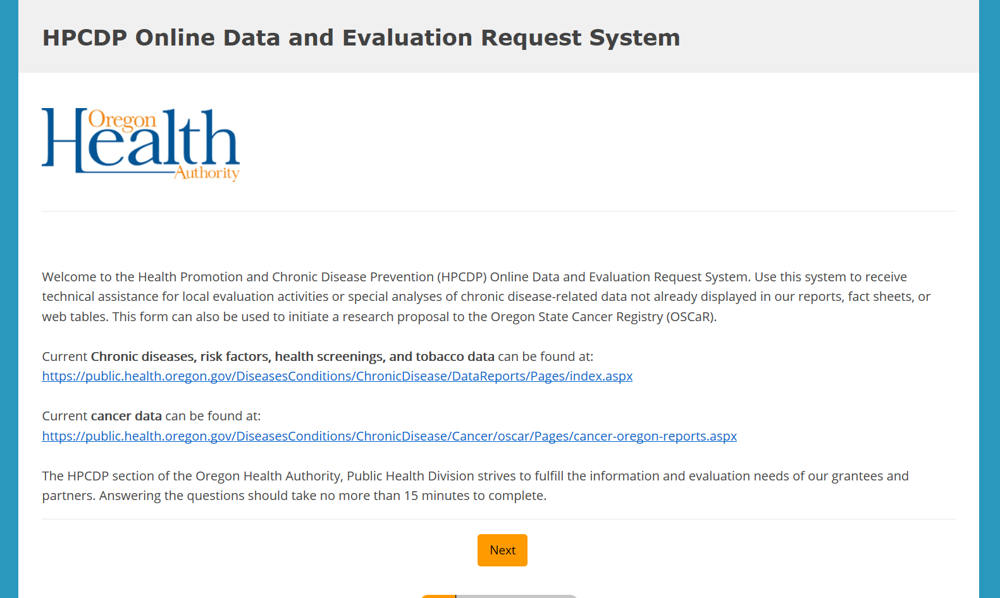 HPCDP Online Data and Evaluation Request System
Oregon
Health
Authority
Welcome to the Health Promotion and Chronic Disease Prevention (HPCDP) Online Data and Evaluation Request System. Use this system to receive
technical assistance for local evaluation activities or special analyses of chronic disease-related data not already displayed in our reports, fact sheets, or
web tables. This form can also be used to initiate a research proposal to the Oregon State Cancer Registry (OSCaR).
Current Chronic diseases, risk factors, health screenings, and tobacco data can be found at:
https://public.health.oregon.gov/DiseasesConditions/ChronicDisease/DataReports/Pages/index.aspx
Current cancer data can be found at:
https://public.health.oregon.gov/DiseasesConditions/ChronicDisease/Cancer/oscar/Pages/cancer-oregon-reports.aspx
The HPCDP section of the Oregon Health Authority, Public Health Division strives to fulfill the information and evaluation needs of our grantees and
partners. Answering the questions should take no more than 15 minutes to complete.
Next